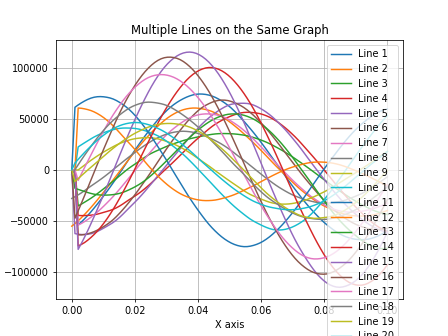 Multiple Lines on the Same Graph
100000
50000
0
−50000
−100000
0.00
0.02
0.04
0.06
0.08
X axis
Line 1
Line 2
Line 3
Line 4
Line 5
Line 6
Line 7
Line 8
Line 9
Line 10
Line 11
Line 12
Line 13
Line 14
Line 15
Line 16
Line 17
Line 18
Line 19